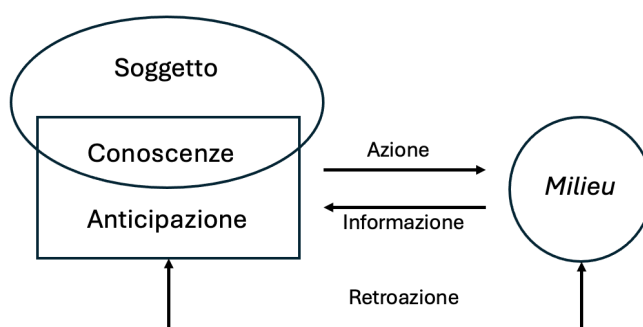 Soggetto
Conoscenze
Anticipazione
Azione
Informazione
Milieu
Retroazione